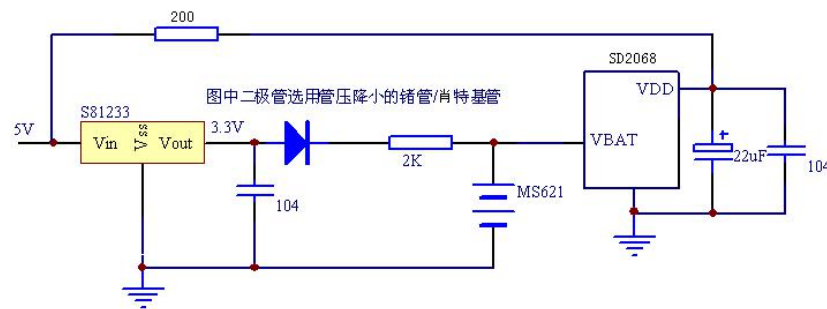 200
SD2068
图中二极管选用管压降小的锗管/肖特基管
VDD
S81233
5V
Vin
Vss
Vout
3.3V
VBAT
2K
22uF
104
MS621
104
+